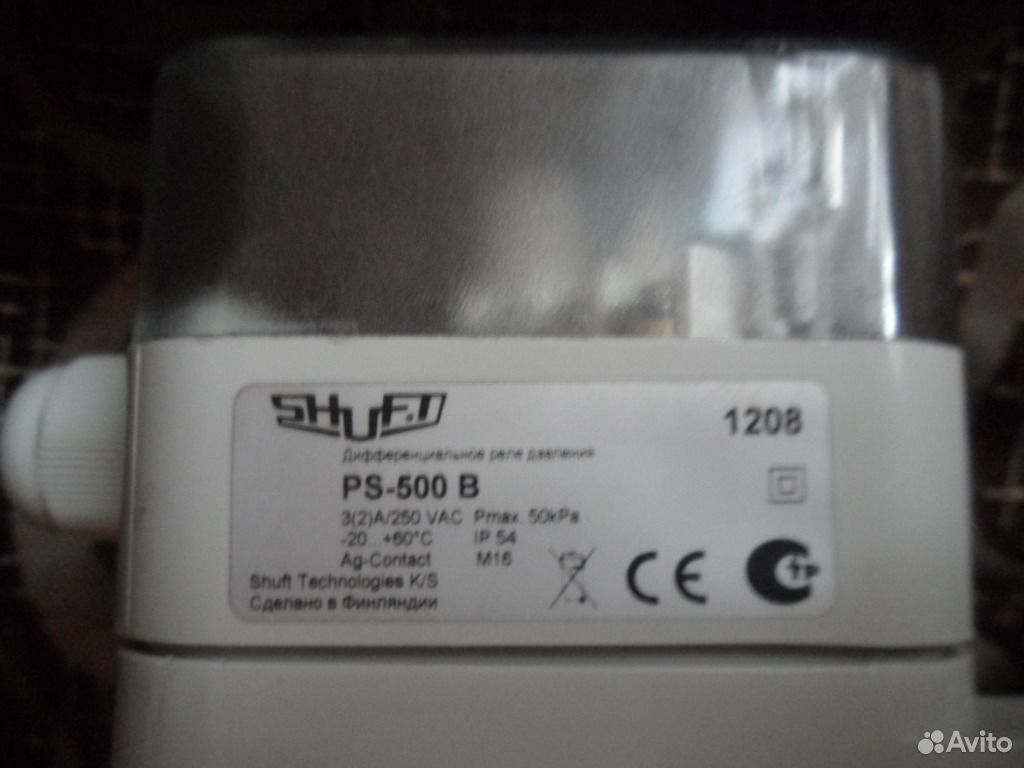 SHUFT
1208
Дифференциальное реле давления
PS-500 B
3(2)A/250 VAC Pmax. 50kPa
-20...+60°C IP 54
Ag-Contact M16
Shuft Technologies K/S
Сделано в Финляндии
CE
Avito